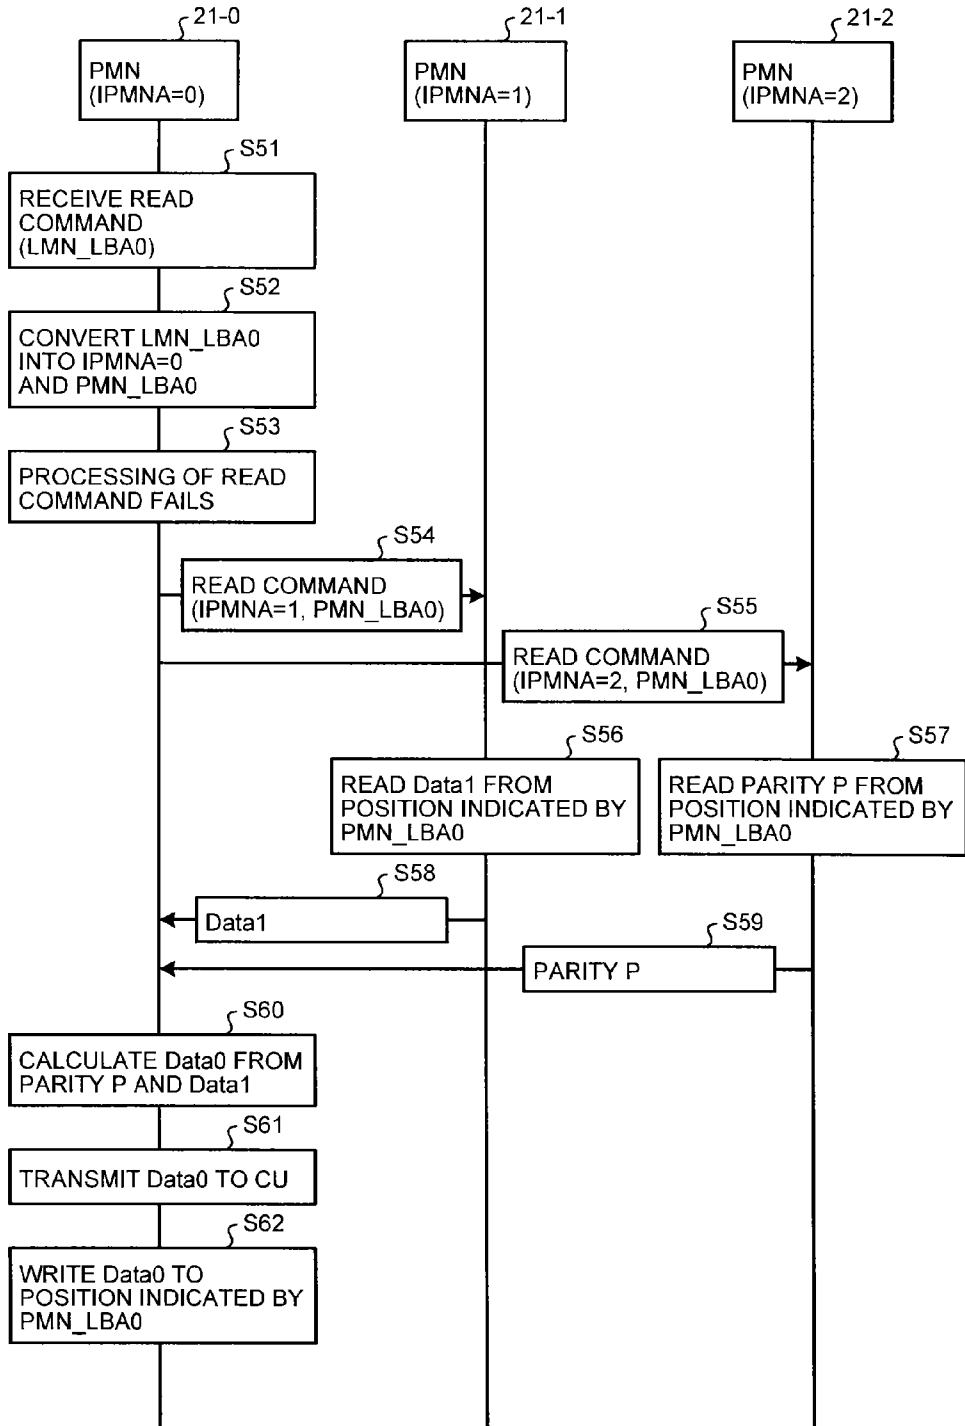 21-0
21-1
21-2
PMN
(IPMNA=0)
PMN
(IPMNA=1)
PMN
(IPMNA=2)
S51
RECEIVE READ
COMMAND
(LMN_LBA0)
S52
CONVERT LMN_LBA0
INTO IPMNA=0
AND PMN_LBA0
S53
PROCESSING OF READ
COMMAND FAILS
S54
READ COMMAND
(IPMNA=1, PMN_LBA0)
S55
READ COMMAND
(IPMNA=2, PMN_LBA0)
S56
READ Data1 FROM
POSITION INDICATED BY
PMN_LBA0
S57
READ PARITY P FROM
POSITION INDICATED BY
PMN_LBA0
S58
Data1
S59
PARITY P
S60
CALCULATE Data0 FROM
PARITY P AND Data1
S61
TRANSMIT Data0 TO CU
S62
WRITE Data0 TO
POSITION INDICATED BY
PMN_LBA0